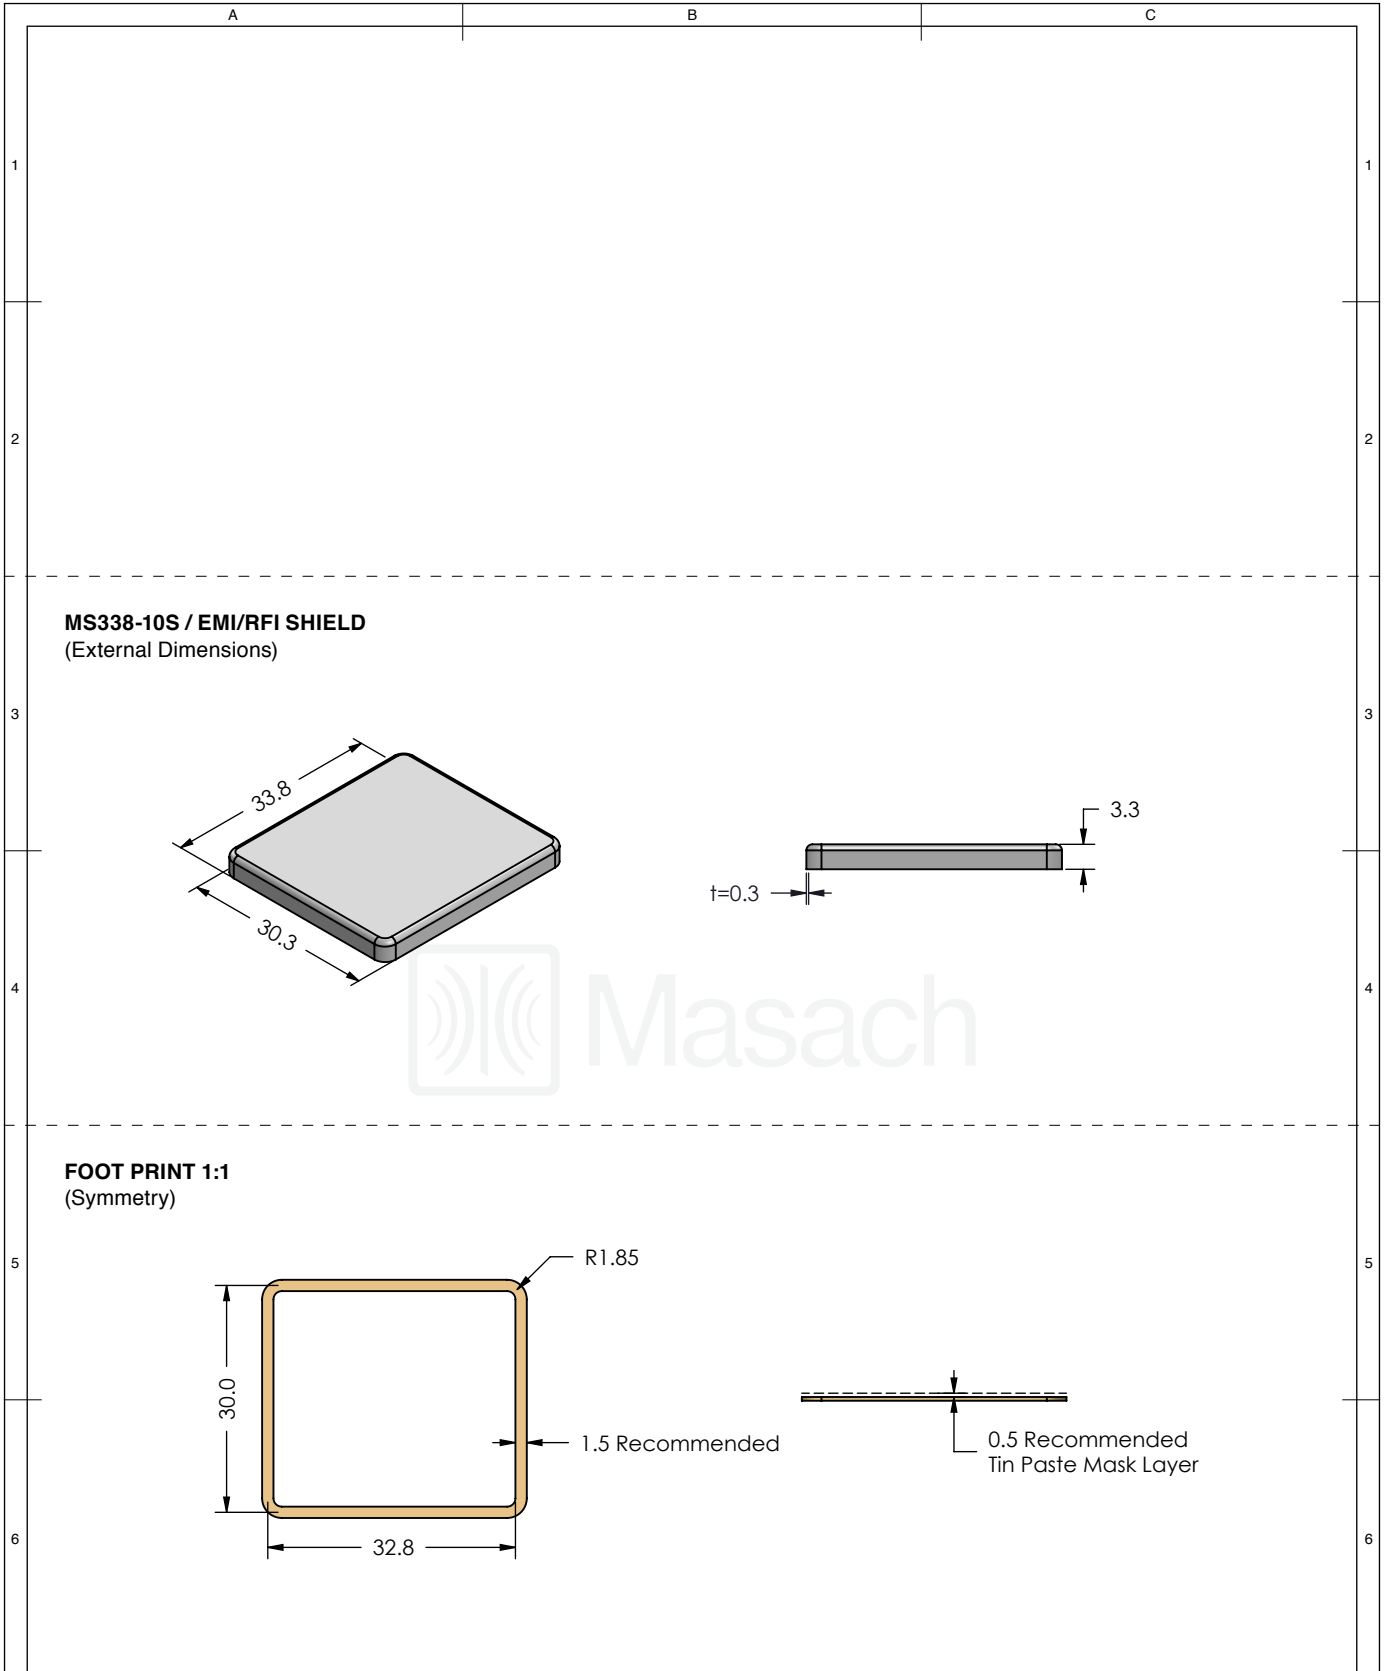 A B C
1 1
2 2
MS338-10S / EMI/RFI SHIELD
(External Dimensions)
3 3
33.8
3.3
t=0.3
30.3
Masach
4 4
FOOT PRINT 1:1
(Symmetry)
R1.85
5 5
30.0
1.5 Recommended
0.5 Recommended
Tin Paste Mask Layer
32.8
6 6